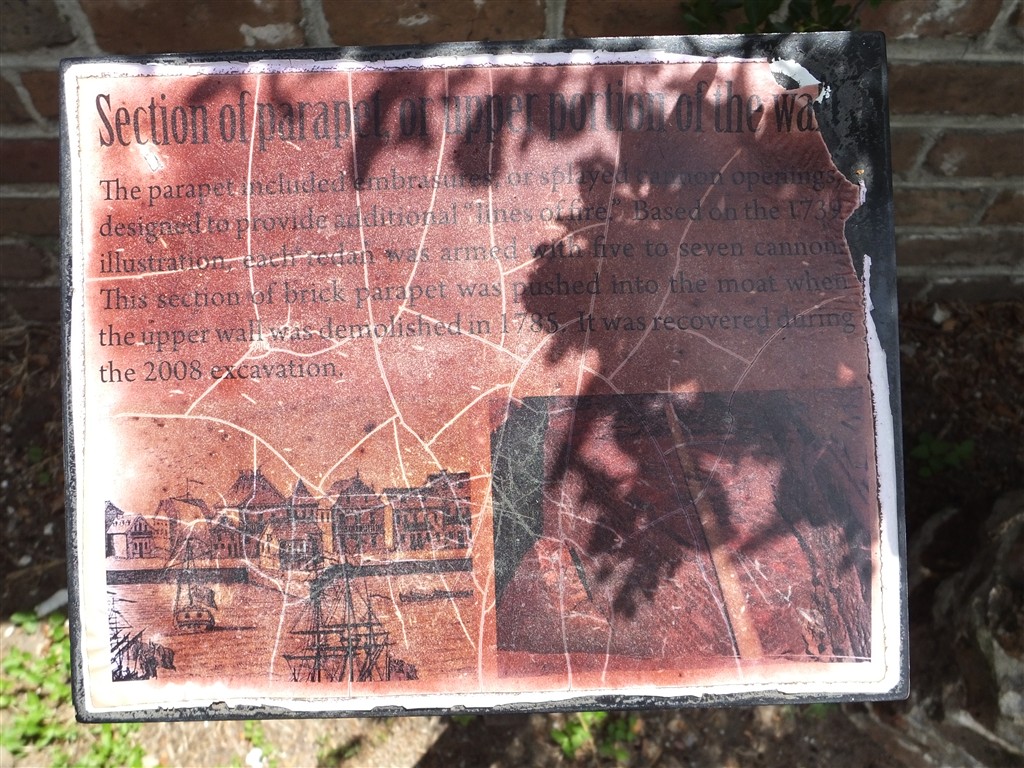 Section of parapet, or upper portion of the wall
The parapet included embrasures, or splayed cannon openings,
designed to provide additional "lines of fire." Based on the 1739
illustration, each redan was armed with five to seven cannon.
This section of brick parapet was pushed into the moat when
the upper wall was demolished in 1785. It was recovered during
the 2008 excavation.